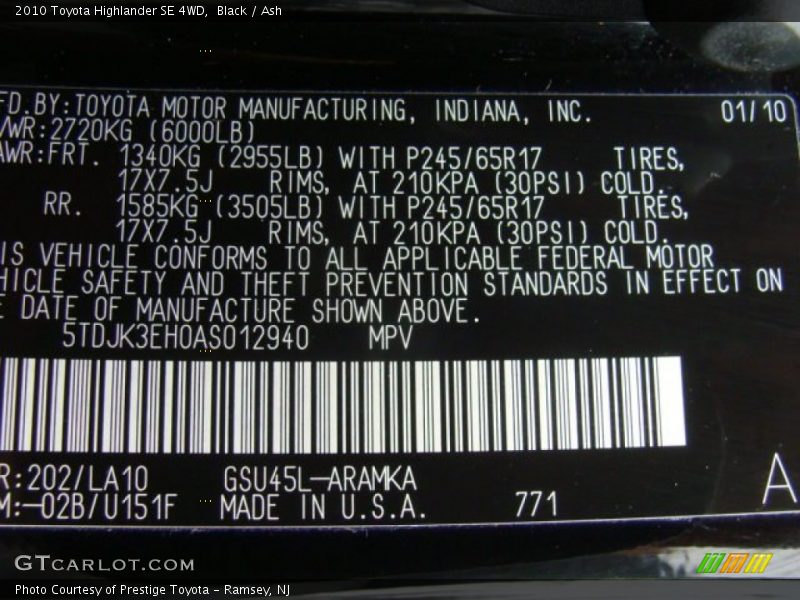 2010 Toyota Highlander SE 4WD, Black / Ash
FD.BY:TOYOTA MOTOR MANUFACTURING, INDIANA, INC. 01/10
VWR:2720KG (6000LB)
AWR:FRT. 1340KG (2955LB) WITH P245/65R17 TIRES,
17X7.5J RIMS, AT 210KPA (30PSI) COLD.
RR. 1585KG (3505LB) WITH P245/65R17 TIRES,
17X7.5J RIMS, AT 210KPA (30PSI) COLD.
IS VEHICLE CONFORMS TO ALL APPLICABLE FEDERAL MOTOR
HICLE SAFETY AND THEFT PREVENTION STANDARDS IN EFFECT ON
E DATE OF MANUFACTURE SHOWN ABOVE.
5TDJK3EH0AS012940 MPV
R:202/LA10 GSU45L-ARAMKA A
M:-02B/U151F MADE IN U.S.A. 771
GTCARLOT.COM
Photo Courtesy of Prestige Toyota - Ramsey, NJ